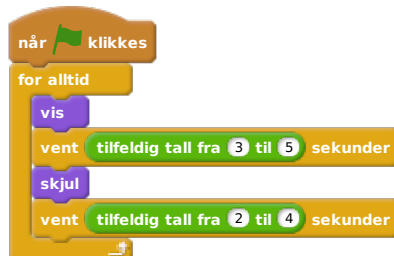 når klikkes
for alltid
vis
vent tilfeldig tall fra 3 til 5 sekunder
skjul
vent tilfeldig tall fra 2 til 4 sekunder